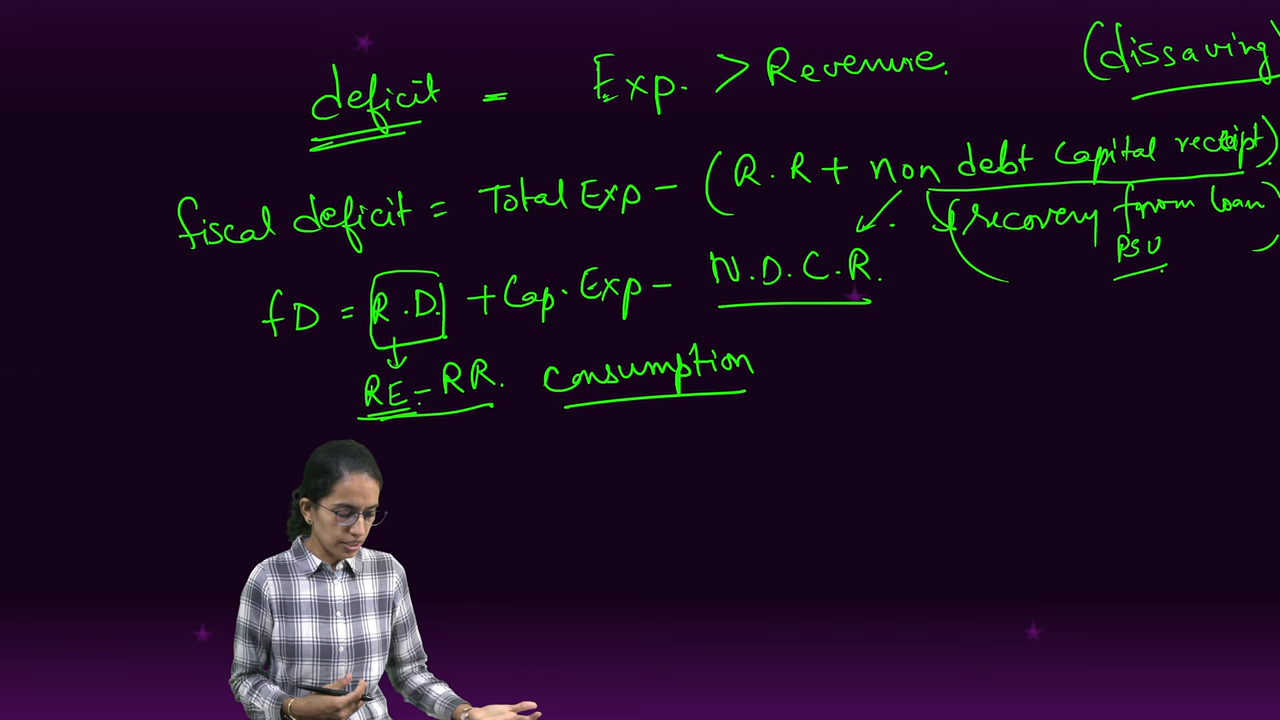 deficit = Exp. > Revenue. (dissaving)
fiscal deficit = Total Exp - (R.R + non debt capital receipt)
(recovery from loan)
PSU
fD = R.D. + Cap. Exp - N.D.C.R.
RE - RR. Consumption